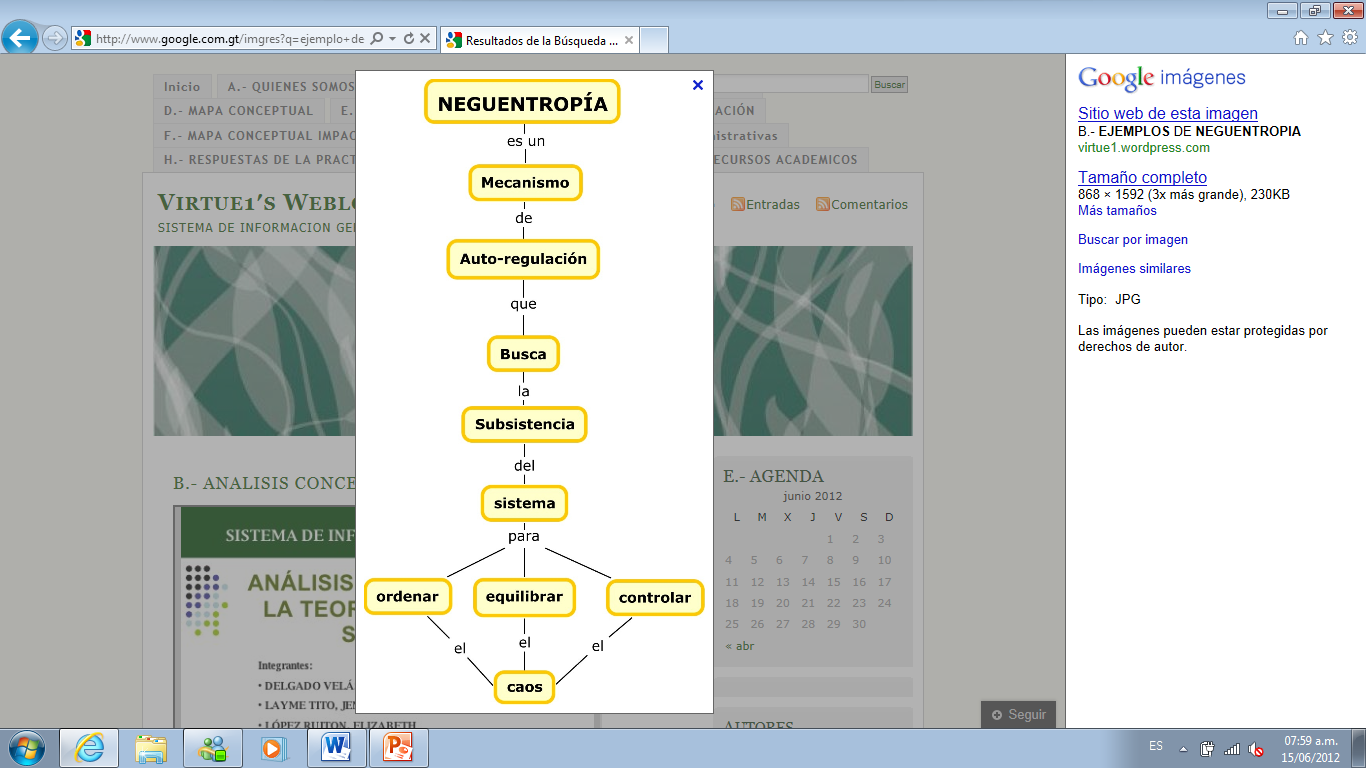 http://www.google.com.gt/imgres?q=ejemplo+de
Resultados de la Búsqueda ...
Inicio
A.- QUIENES SOMOS
Buscar
D.- MAPA CONCEPTUAL
E.
F.- MAPA CONCEPTUAL IMPAC
H.- RESPUESTAS DE LA PRACT
RECURSOS ACADEMICOS
VIRTUE1'S WEBLO
SISTEMA DE INFORMACION GE
Entradas
Comentarios
NEGUENTROPÍA
es un
Mecanismo
de
Auto-regulación
que
Busca
la
Subsistencia
del
sistema
para
ordenar
equilibrar
controlar
el
el
el
caos
B.- ANALISIS CONCE
SISTEMA DE INF
ANÁLISIS
LA TEOR
S
Integrantes:
• DELGADO VELÁ
• LAYME TITO, JE
• LÓPEZ RUITON, ELIZABETH
E.- AGENDA
junio 2012
L M X J V S D
1 2 3
4 5 6 7 8 9 10
11 12 13 14 15 16 17
18 19 20 21 22 23 24
25 26 27 28 29 30
« abr
AUTORES
Seguir
Google imágenes
Sitio web de esta imagen
B.- EJEMPLOS DE NEGUENTROPIA
virtue1.wordpress.com
Tamaño completo
868 × 1592 (3x más grande), 230KB
Más tamaños
Buscar por imagen
Imágenes similares
Tipo: JPG
Las imágenes pueden estar protegidas por
derechos de autor.
ES
07:59 a.m.
15/06/2012